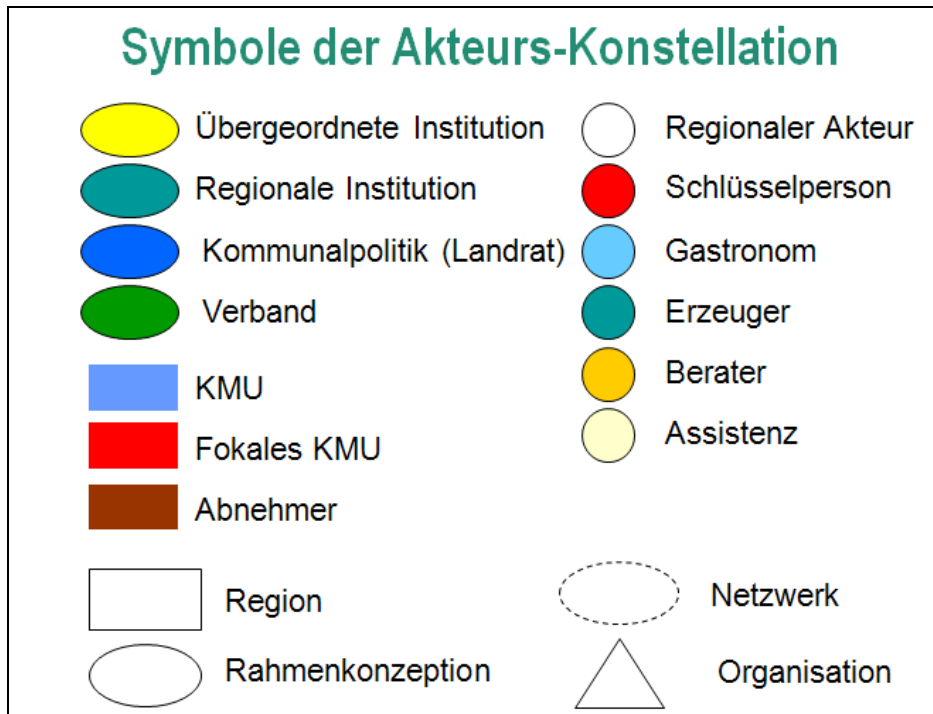 Symbole der Akteurs-Konstellation
Übergeordnete Institution
Regionale Institution
Kommunalpolitik (Landrat)
Verband
KMU
Fokales KMU
Abnehmer
Regionaler Akteur
Schlüsselperson
Gastronom
Erzeuger
Berater
Assistenz
Region
Rahmenkonzeption
Netzwerk
Organisation